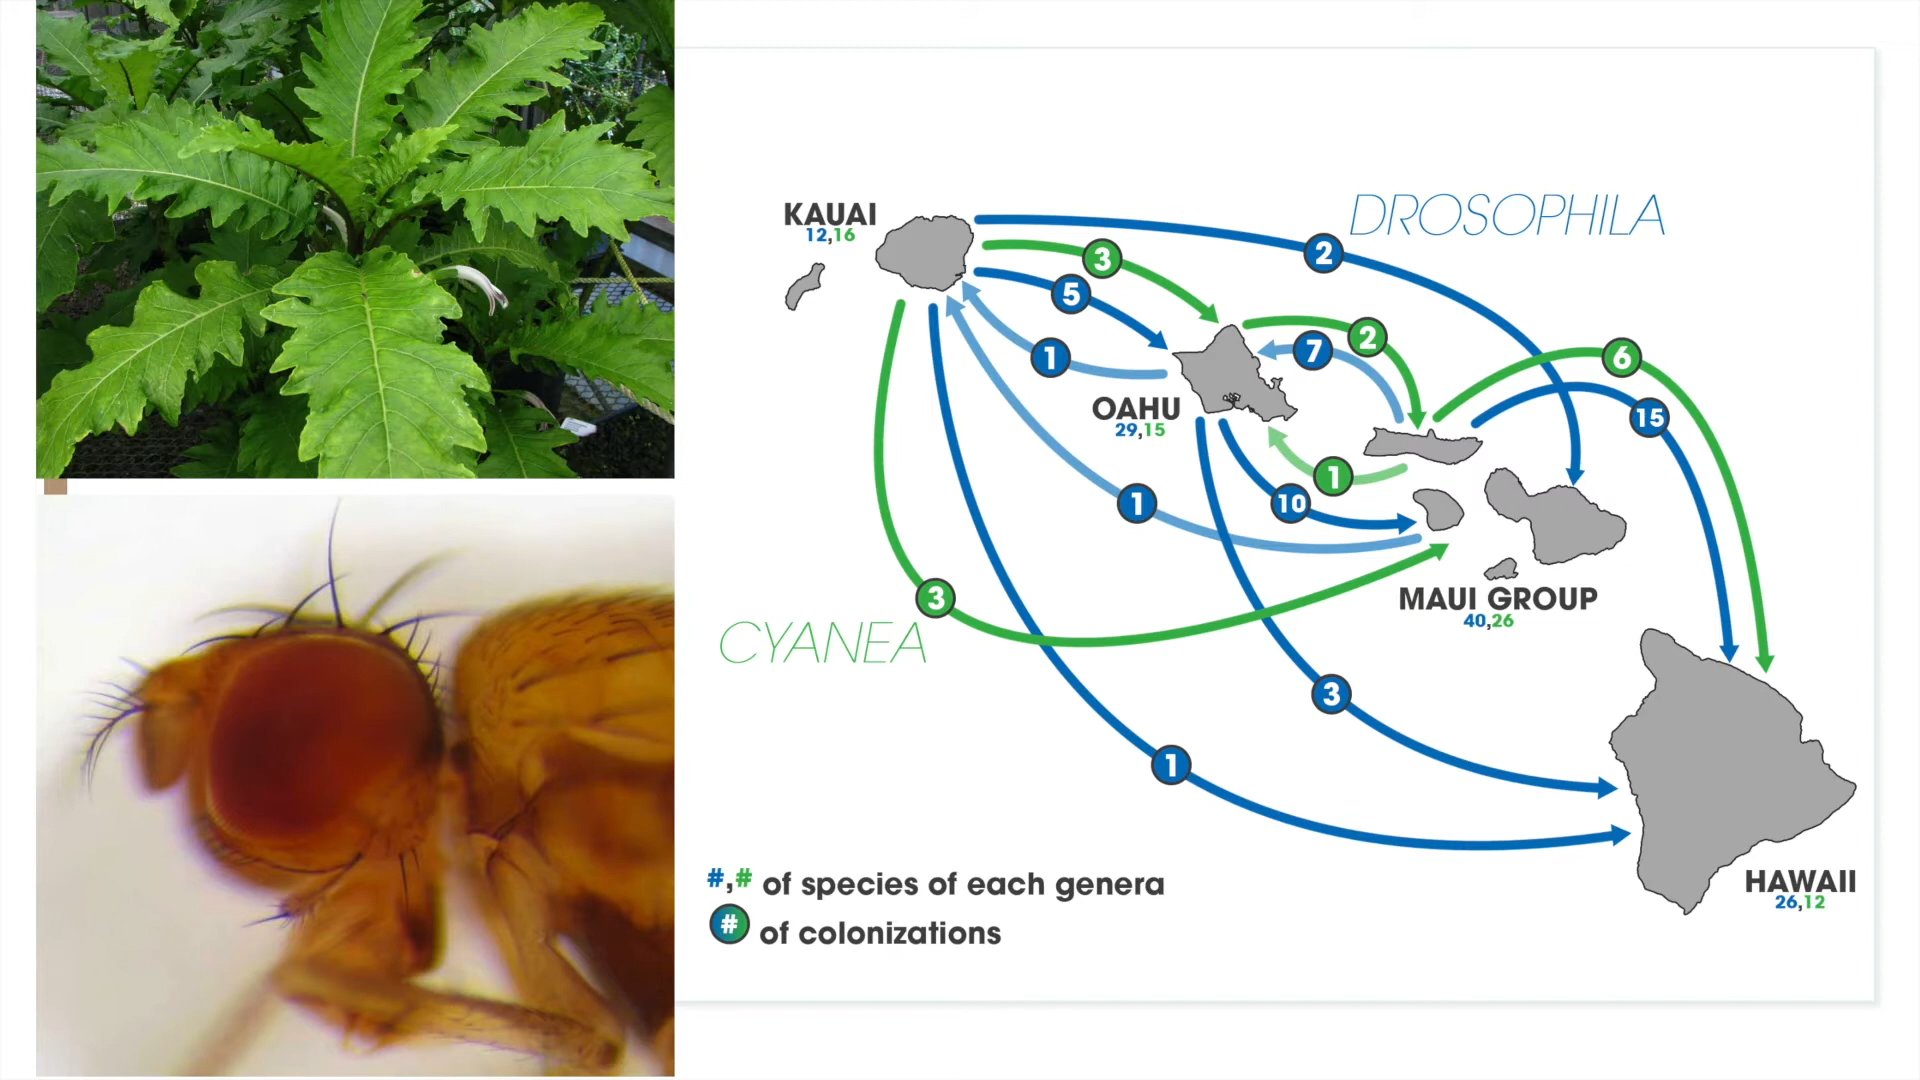 DROSOPHILA
KAUAI
12,16
2
3
5
1
7
2
6
15
OAHU
29,15
1
10
1
MAUI GROUP
40,26
3
CYANEA
3
1
#,# of species of each genera
# of colonizations
HAWAII
26,12